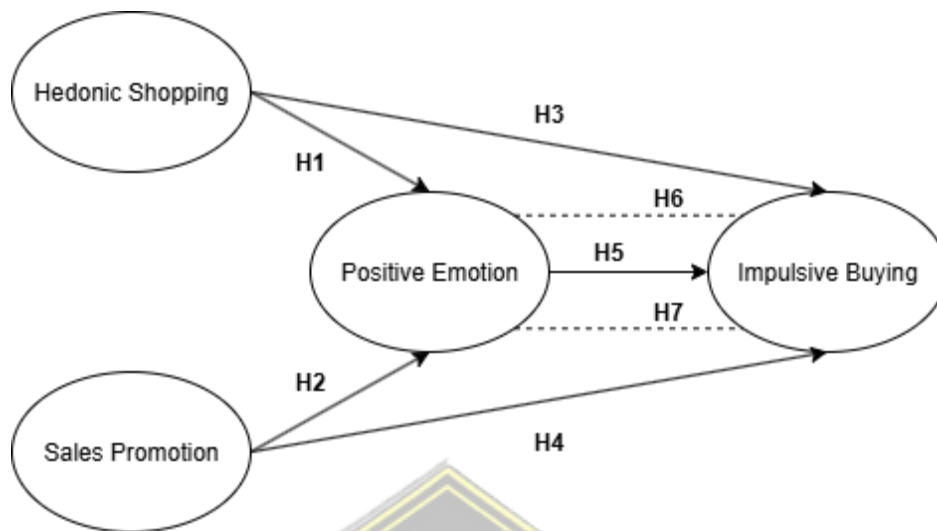 Hedonic Shopping
H3
H1
H6
Positive Emotion
H5
Impulsive Buying
H7
H2
Sales Promotion
H4